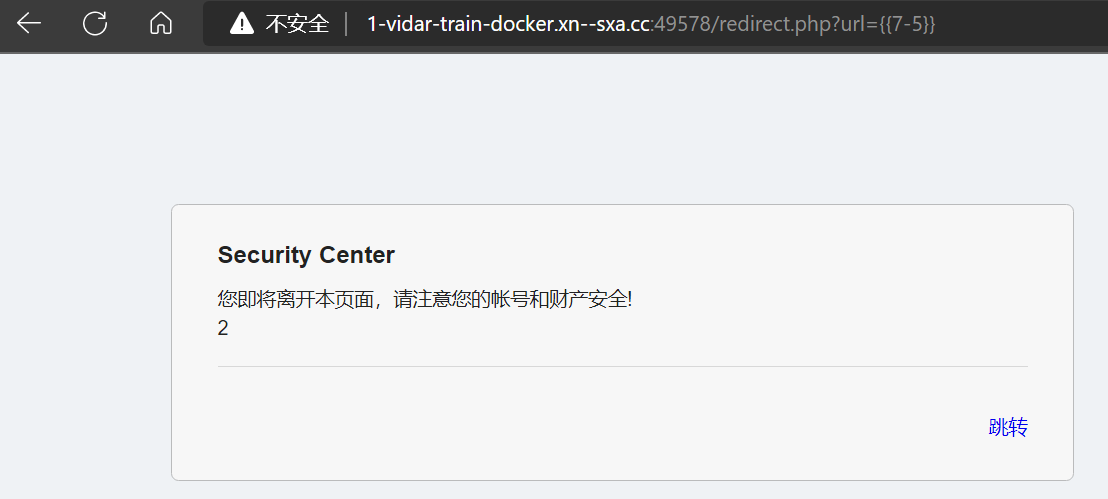 不安全 | 1-vidar-train-docker.xn--sxa.cc:49578/redirect.php?url={{7-5}}
Security Center
您即将离开本页面，请注意您的帐号和财产安全!
2
跳转